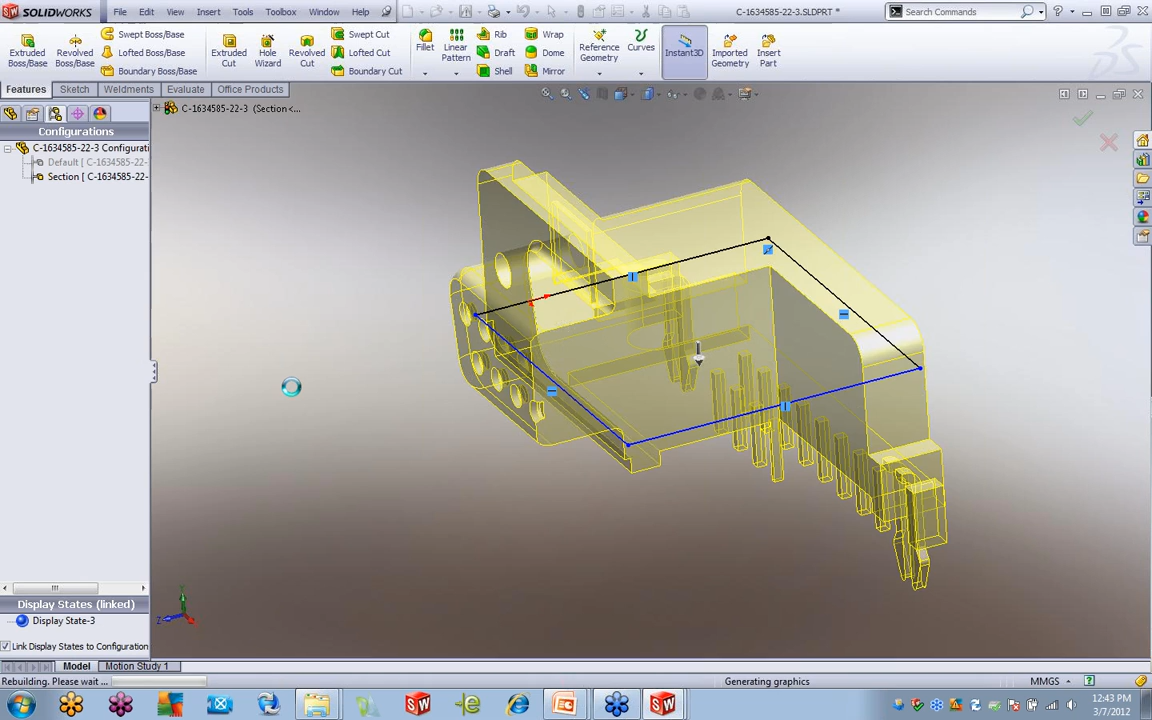 SOLIDWORKS File Edit View Insert Tools Toolbox Window Help C-1634585-22-3.SLDPRT * Search Commands
Extruded Boss/Base
Revolved Boss/Base
Swept Boss/Base
Lofted Boss/Base
Boundary Boss/Base
Extruded Cut
Hole Wizard
Revolved Cut
Swept Cut
Lofted Cut
Boundary Cut
Fillet
Linear Pattern
Rib
Draft
Shell
Wrap
Dome
Mirror
Reference Geometry
Curves
Instant3D
Imported Geometry
Insert Part
Features Sketch Weldments Evaluate Office Products
C-1634585-22-3 (Section<...
Configurations
C-1634585-22-3 Configurati
Default [ C-1634585-22-
Section [ C-1634585-22-
Display States (linked)
Display State-3
Link Display States to Configuration
Model Motion Study 1
Rebuilding. Please wait ... Generating graphics MMGS
12:43 PM
3/7/2012